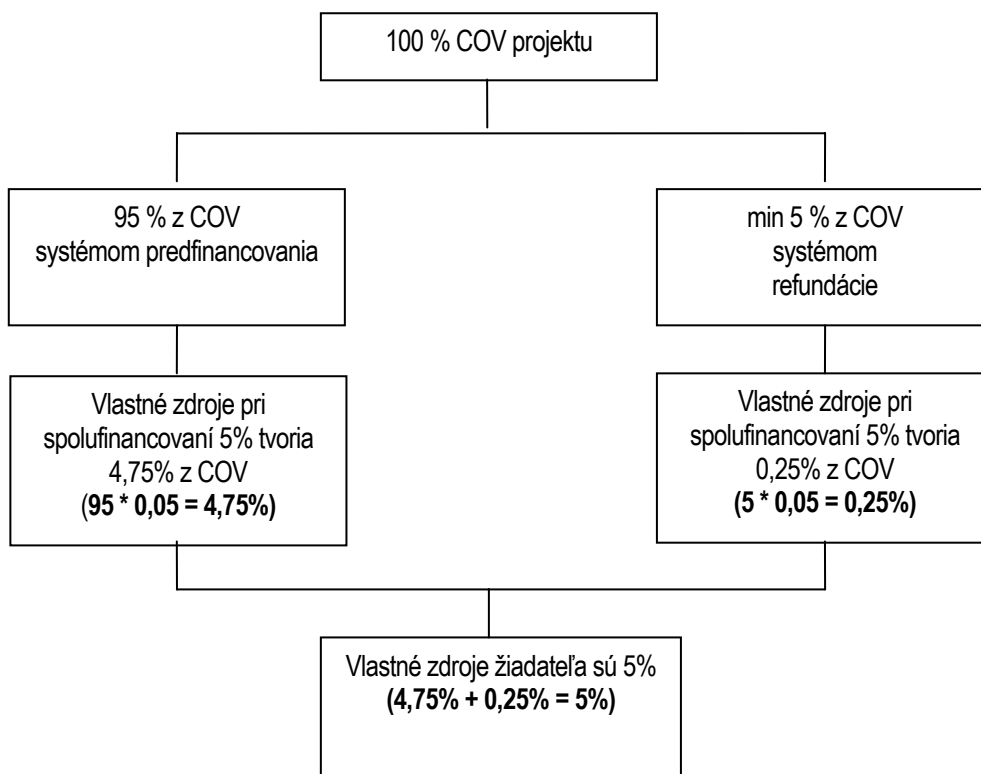 100 % COV projektu
95 % z COV
systémom predfinancovania
min 5 % z COV
systémom
refundácie
Vlastné zdroje pri
spolufinancovaní 5% tvoria
4,75% z COV
(95 * 0,05 = 4,75%)
Vlastné zdroje pri
spolufinancovaní 5% tvoria
0,25% z COV
(5 * 0,05 = 0,25%)
Vlastné zdroje žiadateľa sú 5%
(4,75% + 0,25% = 5%)